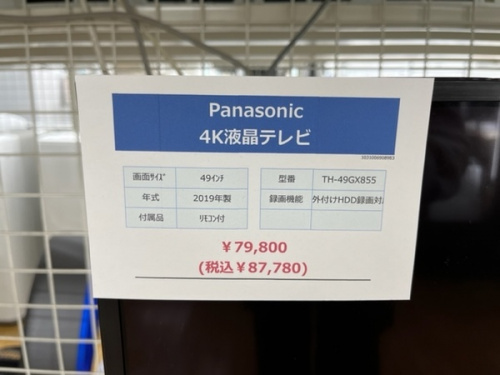 Panasonic
4K液晶テレビ
画面ｻｲｽﾞ 49ｲﾝﾁ 型番 TH-49GX855
年式 2019年製 録画機能 外付けHDD録画対
付属品 ﾘﾓｺﾝ付
￥79,800
(税込￥87,780)